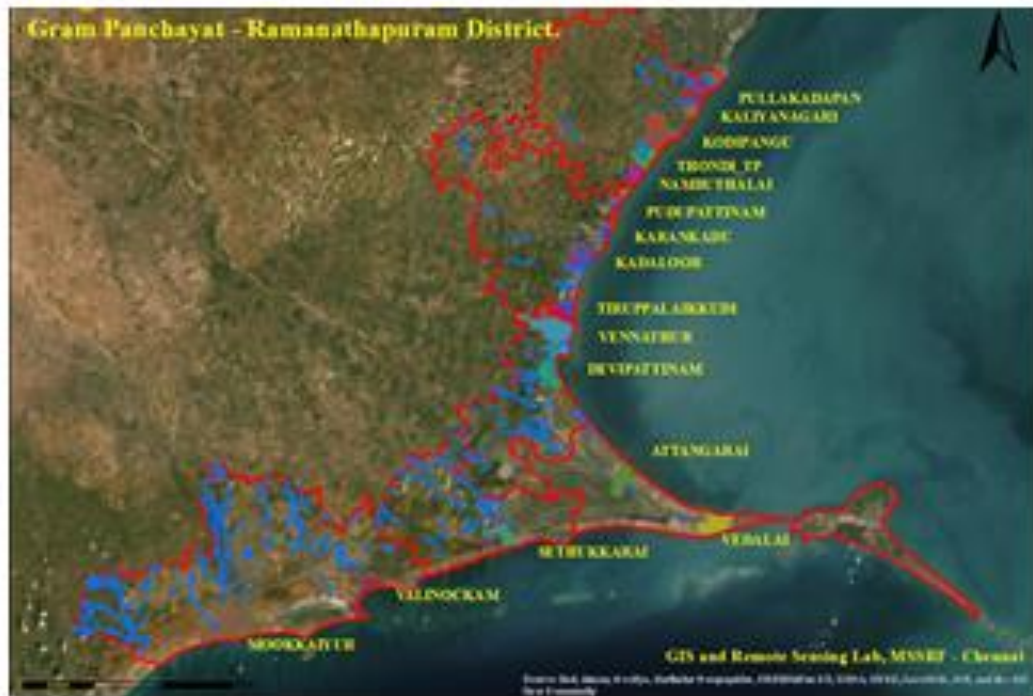 Gram Panchayat - Ramanathapuram District.
PULLAKADAPAN
KALIYANAGARI
KODIPANGU
THONDI_TP
NAMBUTHALAI
PUDUPATTINAM
KARANKADU
KADALOOR
TIRUPPALAIKKUDI
VENNATHUR
DEVIPATTINAM
ATTANGARAI
VEDALAI
SETHUKKARAI
VALINOCKAM
MOOKKAIYUR
GIS and Remote Sensing Lab, MSSRF - Chennai